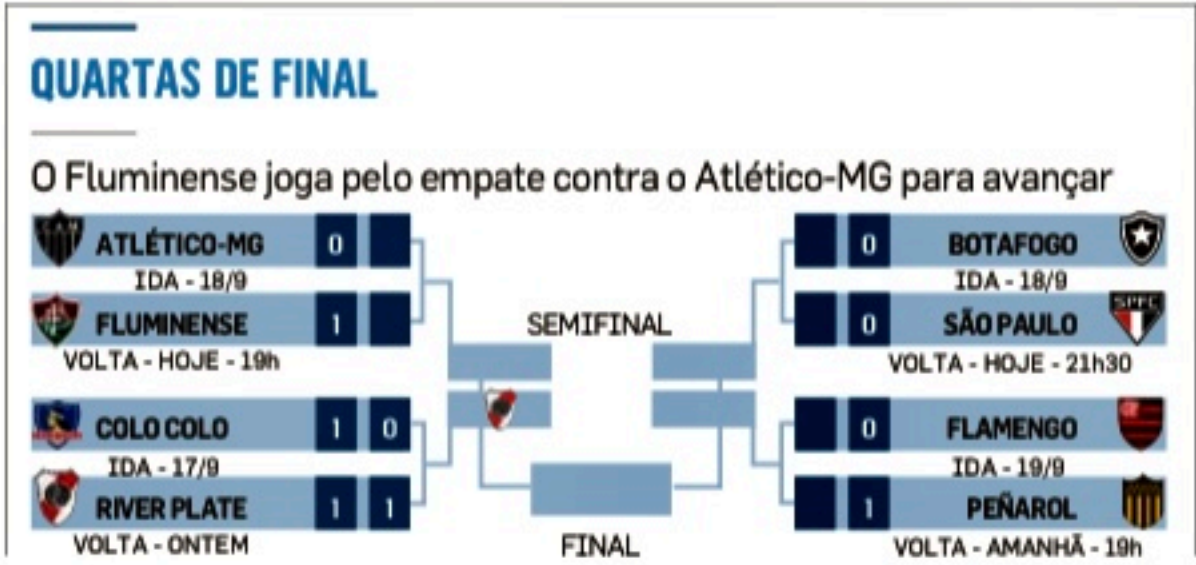 QUARTAS DE FINAL
O Fluminense joga pelo empate contra o Atlético-MG para avançar
ATLÉTICO-MG 0
IDA - 18/9
FLUMINENSE 1
VOLTA - HOJE - 19h
COLO COLO 1 0
IDA - 17/9
RIVER PLATE 1 1
VOLTA - ONTEM
SEMIFINAL
FINAL
0 BOTAFOGO
IDA - 18/9
0 SÃO PAULO
SPFC
VOLTA - HOJE - 21h30
0 FLAMENGO
IDA - 19/9
1 PEÑAROL
VOLTA - AMANHÃ - 19h